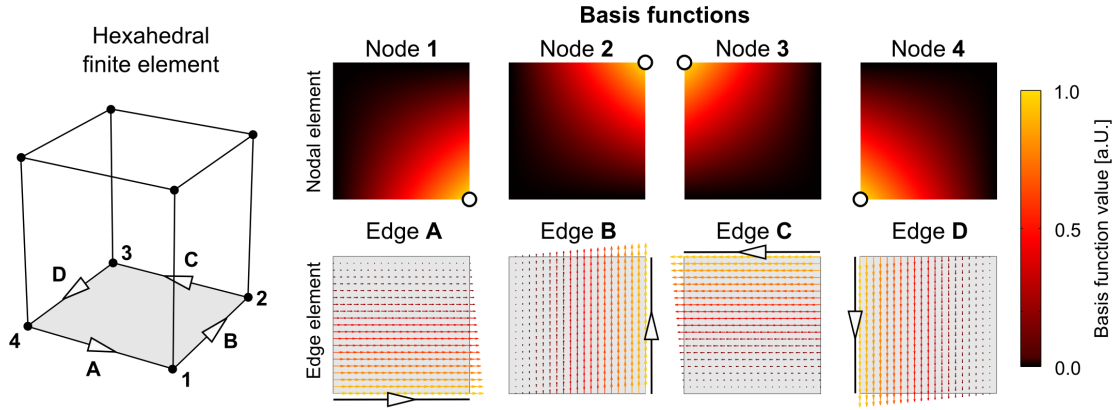 Basis functions
Hexahedral
finite element
Node 1
Node 2
Node 3
Node 4
Nodal element
Edge A
Edge B
Edge C
Edge D
Edge element
1.0
0.5
0.0
Basis function value [a.U.]
3
C
D
2
4
B
A
1